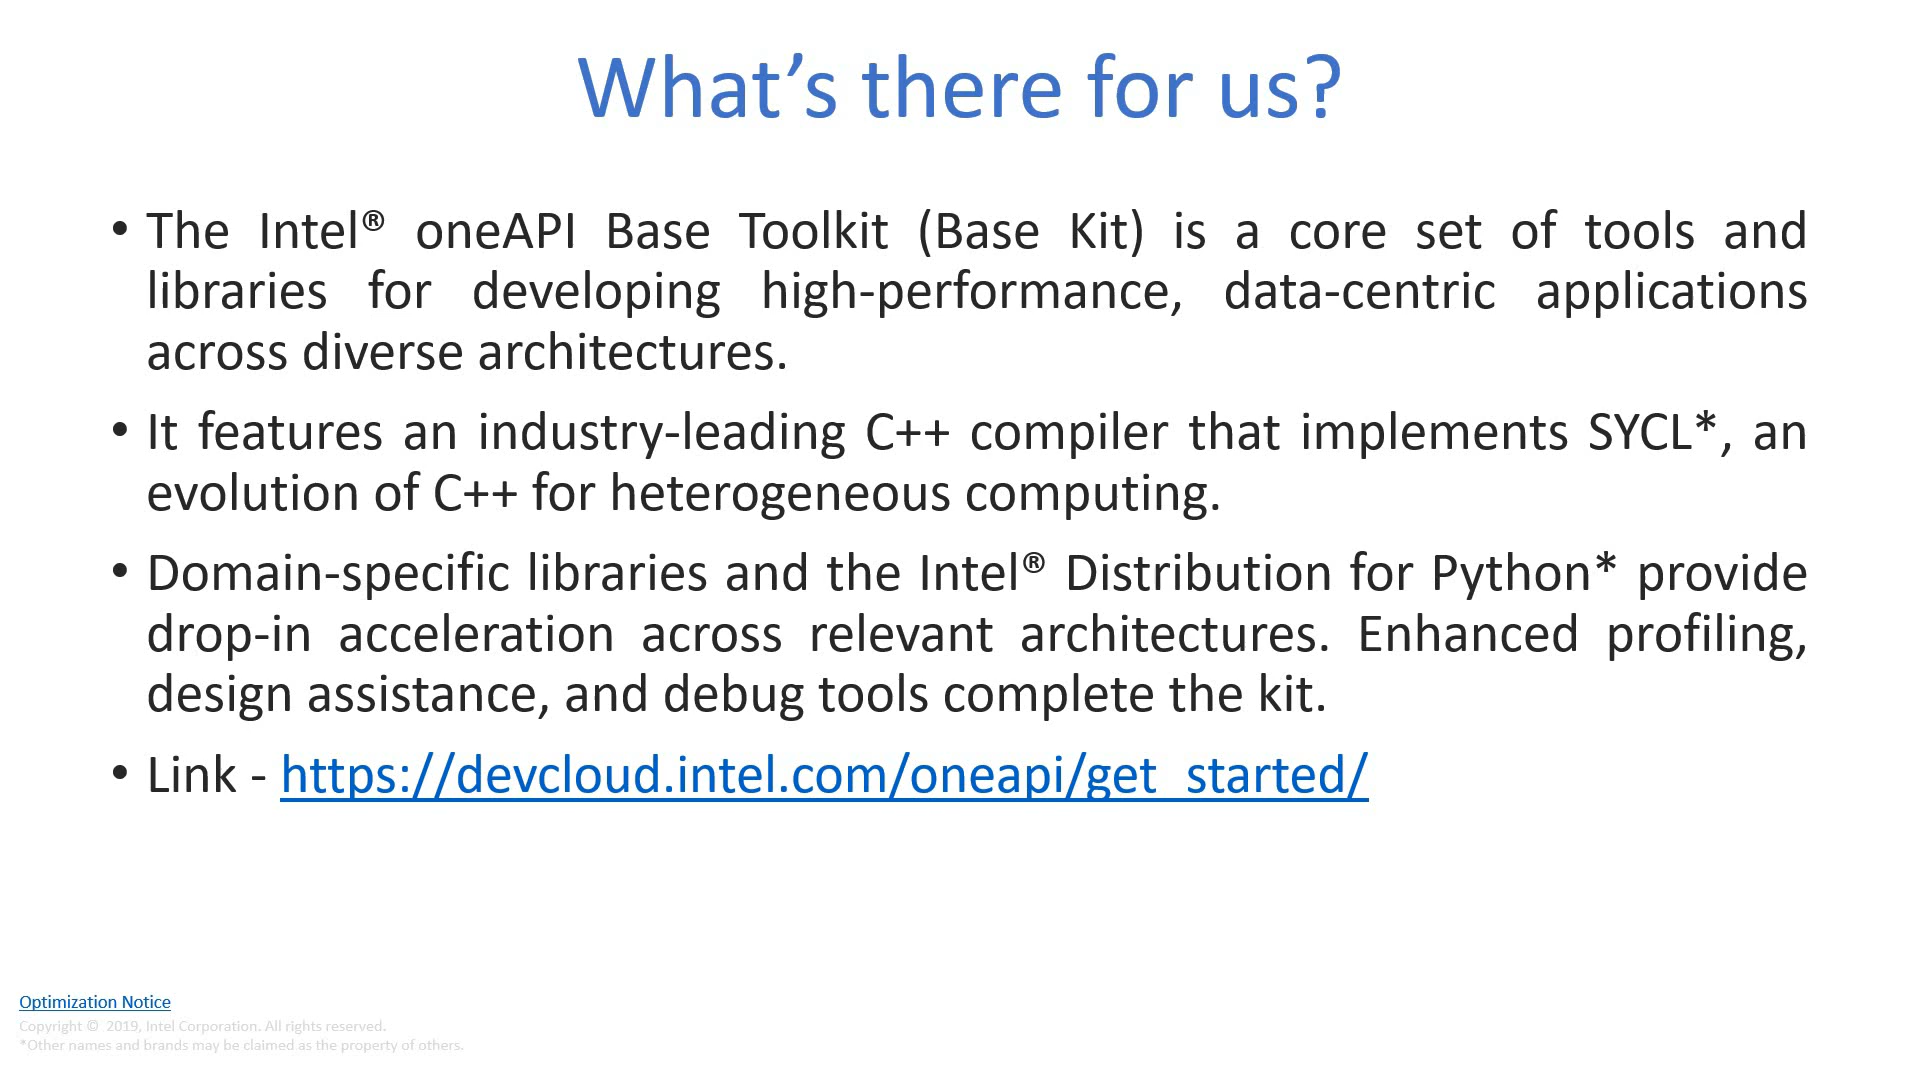 What’s there for us?
• The Intel® oneAPI Base Toolkit (Base Kit) is a core set of tools and
libraries for developing high-performance, data-centric applications
across diverse architectures.
• It features an industry-leading C++ compiler that implements SYCL*, an
evolution of C++ for heterogeneous computing.
• Domain-specific libraries and the Intel® Distribution for Python* provide
drop-in acceleration across relevant architectures. Enhanced profiling,
design assistance, and debug tools complete the kit.
• Link - https://devcloud.intel.com/oneapi/get_started/
Optimization Notice
Copyright © 2019, Intel Corporation. All rights reserved.
*Other names and brands may be claimed as the property of others.